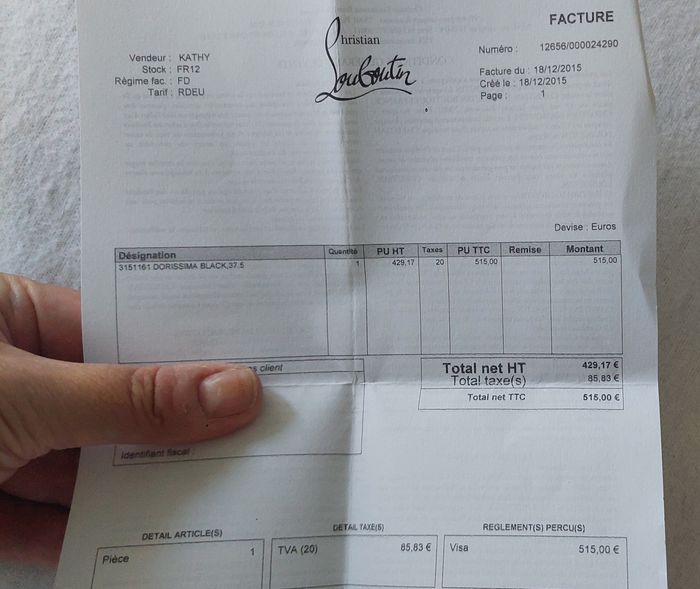 FACTURE
Christian
Louboutin
Vendeur : KATHY
Stock : FR12
Régime fac. : FD
Tarif : RDEU
Numéro : 12656/000024290
Facture du : 18/12/2015
Créé le : 18/12/2015
Page : 1
Devise : Euros
Désignation Quantité PU HT Taxes PU TTC Remise Montant
3151161 DORISSIMA BLACK,37.5 1 429,17 20 515,00 515,00
client
Total net HT 429,17 €
Total taxe(s) 85,83 €
Total net TTC 515,00 €
Identifiant fiscal :
DETAIL ARTICLE(S) DETAIL TAXE(S) REGLEMENT(S) PERCU(S)
Pièce 1 TVA (20) 85,83 € Visa 515,00 €